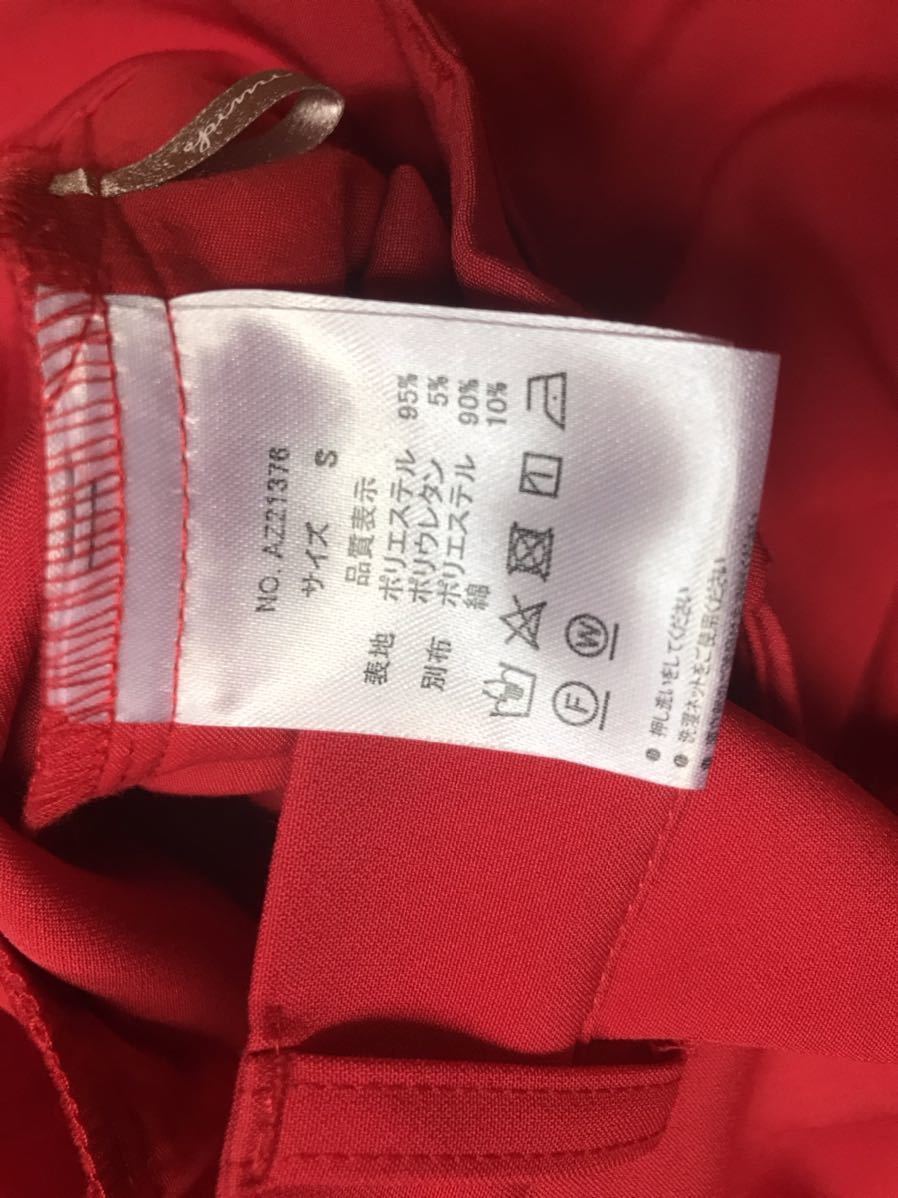 NO.:AZ21376
サイズ S
品質表示
表地 ポリエステル 95%
ポリウレタン 5%
別布 ポリエステル 90%
綿 10%
F W
● 押し洗いをしてください
● 洗濯ネットをご使用ください